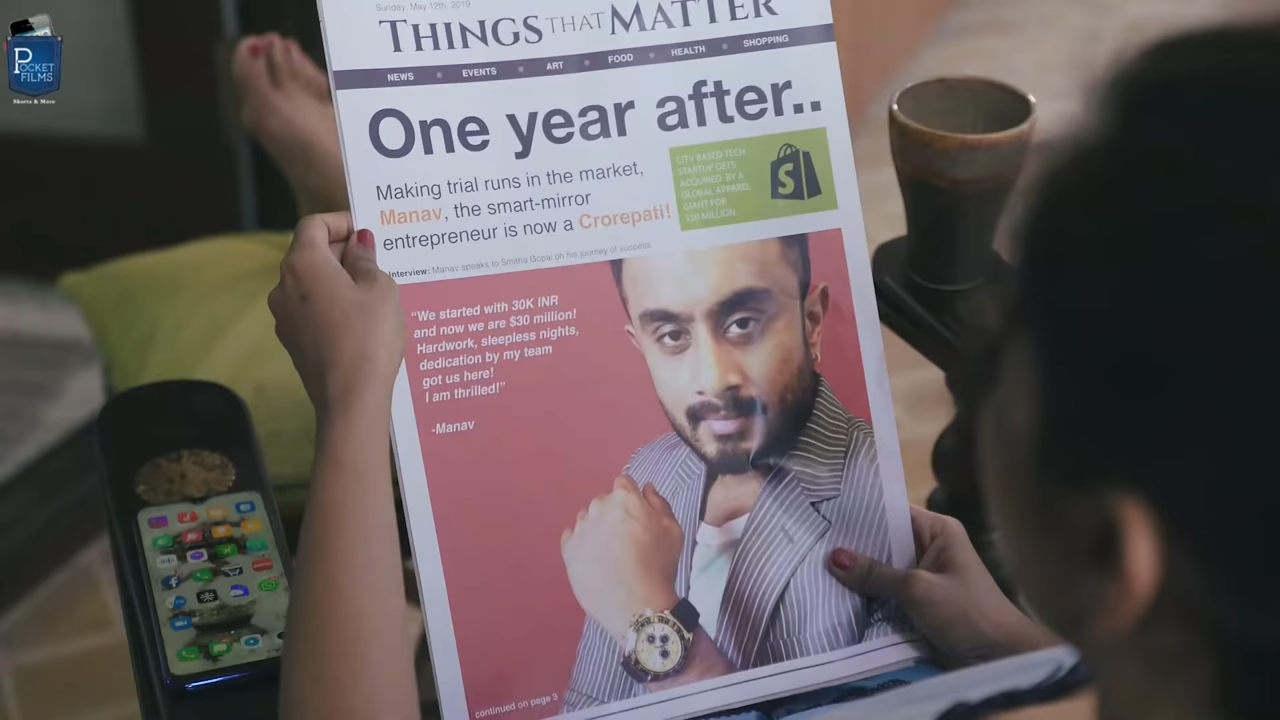 POCKET
FILMS
Shorts & More
Sunday, May 12th, 2019
THINGS THAT MATTER
NEWS • EVENTS • ART • FOOD • HEALTH • SHOPPING
One year after..
Making trial runs in the market,
Manav, the smart-mirror
entrepreneur is now a Crorepati!
CITY BASED TECH
STARTUP GETS
ACQUIRED BY A
GLOBAL APPAREL
GIANT FOR
$30 MILLION
S
Interview: Manav speaks to Smitha Gopal on his journey of success
“We started with 30K INR
and now we are $30 million!
Hardwork, sleepless nights,
dedication by my team
got us here!
I am thrilled!”
-Manav
continued on page 3